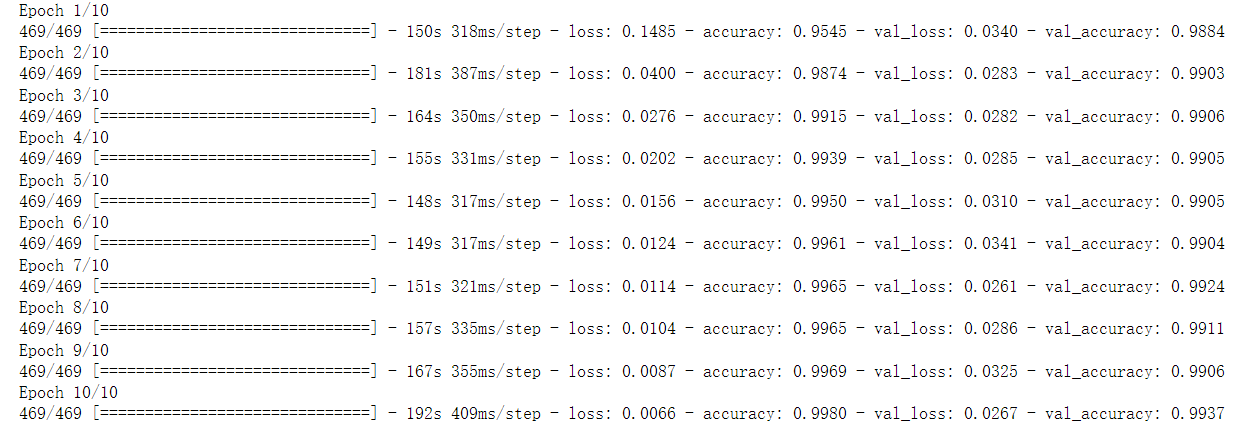 Epoch 1/10
469/469 [==============================] - 150s 318ms/step - loss: 0.1485 - accuracy: 0.9545 - val_loss: 0.0340 - val_accuracy: 0.9884
Epoch 2/10
469/469 [==============================] - 181s 387ms/step - loss: 0.0400 - accuracy: 0.9874 - val_loss: 0.0283 - val_accuracy: 0.9903
Epoch 3/10
469/469 [==============================] - 164s 350ms/step - loss: 0.0276 - accuracy: 0.9915 - val_loss: 0.0282 - val_accuracy: 0.9906
Epoch 4/10
469/469 [==============================] - 155s 331ms/step - loss: 0.0202 - accuracy: 0.9939 - val_loss: 0.0285 - val_accuracy: 0.9905
Epoch 5/10
469/469 [==============================] - 148s 317ms/step - loss: 0.0156 - accuracy: 0.9950 - val_loss: 0.0310 - val_accuracy: 0.9905
Epoch 6/10
469/469 [==============================] - 149s 317ms/step - loss: 0.0124 - accuracy: 0.9961 - val_loss: 0.0341 - val_accuracy: 0.9904
Epoch 7/10
469/469 [==============================] - 151s 321ms/step - loss: 0.0114 - accuracy: 0.9965 - val_loss: 0.0261 - val_accuracy: 0.9924
Epoch 8/10
469/469 [==============================] - 157s 335ms/step - loss: 0.0104 - accuracy: 0.9965 - val_loss: 0.0286 - val_accuracy: 0.9911
Epoch 9/10
469/469 [==============================] - 167s 355ms/step - loss: 0.0087 - accuracy: 0.9969 - val_loss: 0.0325 - val_accuracy: 0.9906
Epoch 10/10
469/469 [==============================] - 192s 409ms/step - loss: 0.0066 - accuracy: 0.9980 - val_loss: 0.0267 - val_accuracy: 0.9937